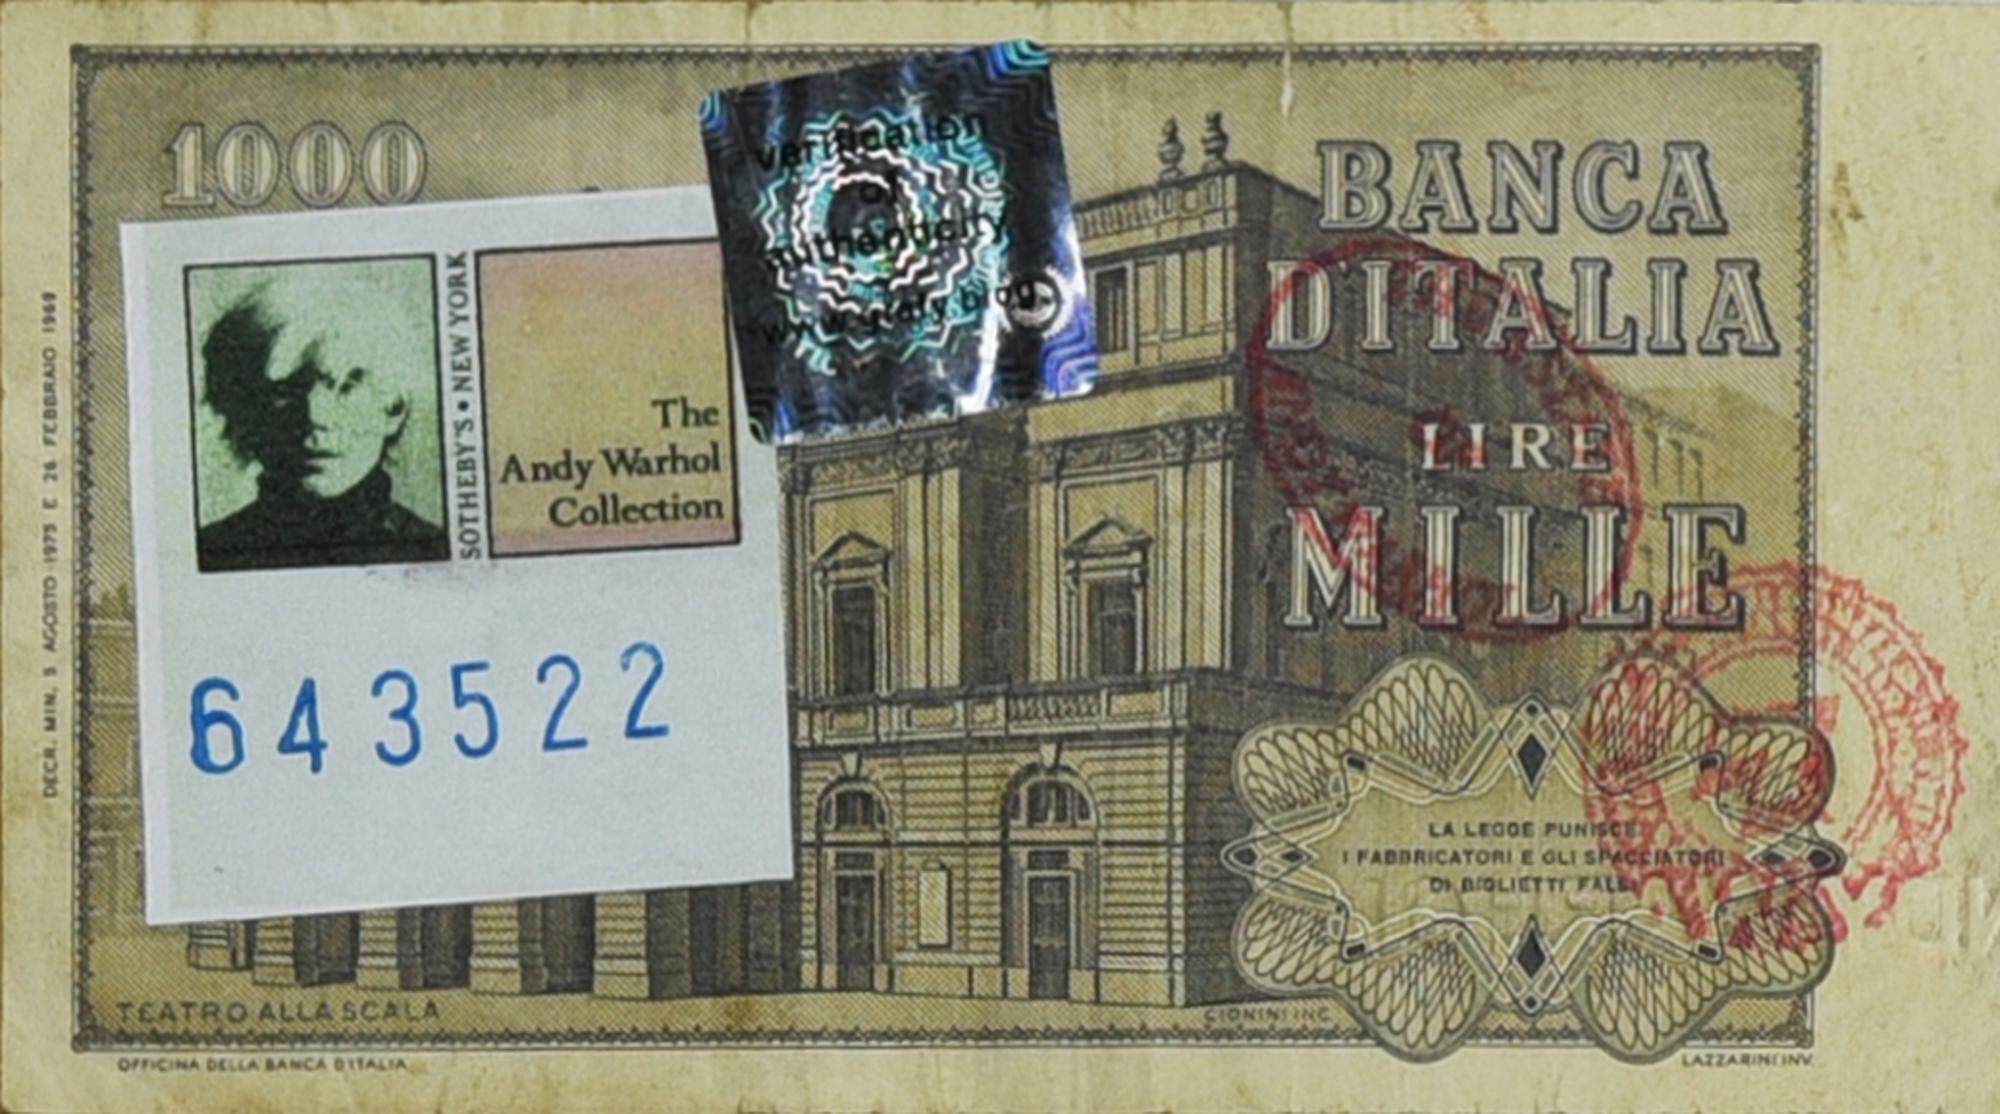 1000
BANCA
D'ITALIA
LIRE
MILLE
SOTHEBY'S • NEW YORK
The
Andy Warhol
Collection
643522
Verification
of
authenticity
DECR. MIN. 5 AGOSTO 1973 E 26 FEBBRAIO 1969
LA LEGGE PUNISCE
I FABBRICATORI E GLI SPACCIATORI
DI BIGLIETTI FALSI
TEATRO ALLA SCALA
CIONINI INC.
OFFICINA DELLA BANCA D'ITALIA
LAZZARINI INV.